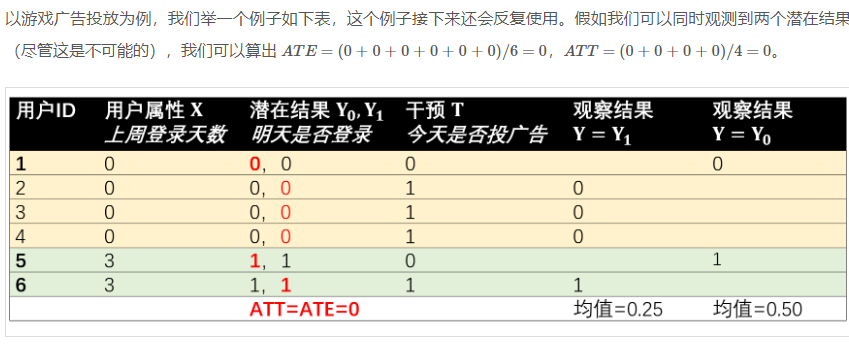 以游戏广告投放为例，我们举一个例子如下表，这个例子接下来还会反复使用。假如我们可以同时观测到两个潜在结果
（尽管这是不可能的），我们可以算出 ATE = (0 + 0 + 0 + 0 + 0 + 0)/6 = 0，ATT = (0 + 0 + 0 + 0)/4 = 0。
用户ID 用户属性 X 潜在结果 Y₀, Y₁ 干预 T 观察结果 观察结果
上周登录天数 明天是否登录 今天是否投广告 Y = Y₁ Y = Y₀
1 0 0, 0 0 0
2 0 0, 0 1 0
3 0 0, 0 1 0
4 0 0, 0 1 0
5 3 1, 1 0 1
6 3 1, 1 1 1
ATT=ATE=0 均值=0.25 均值=0.50